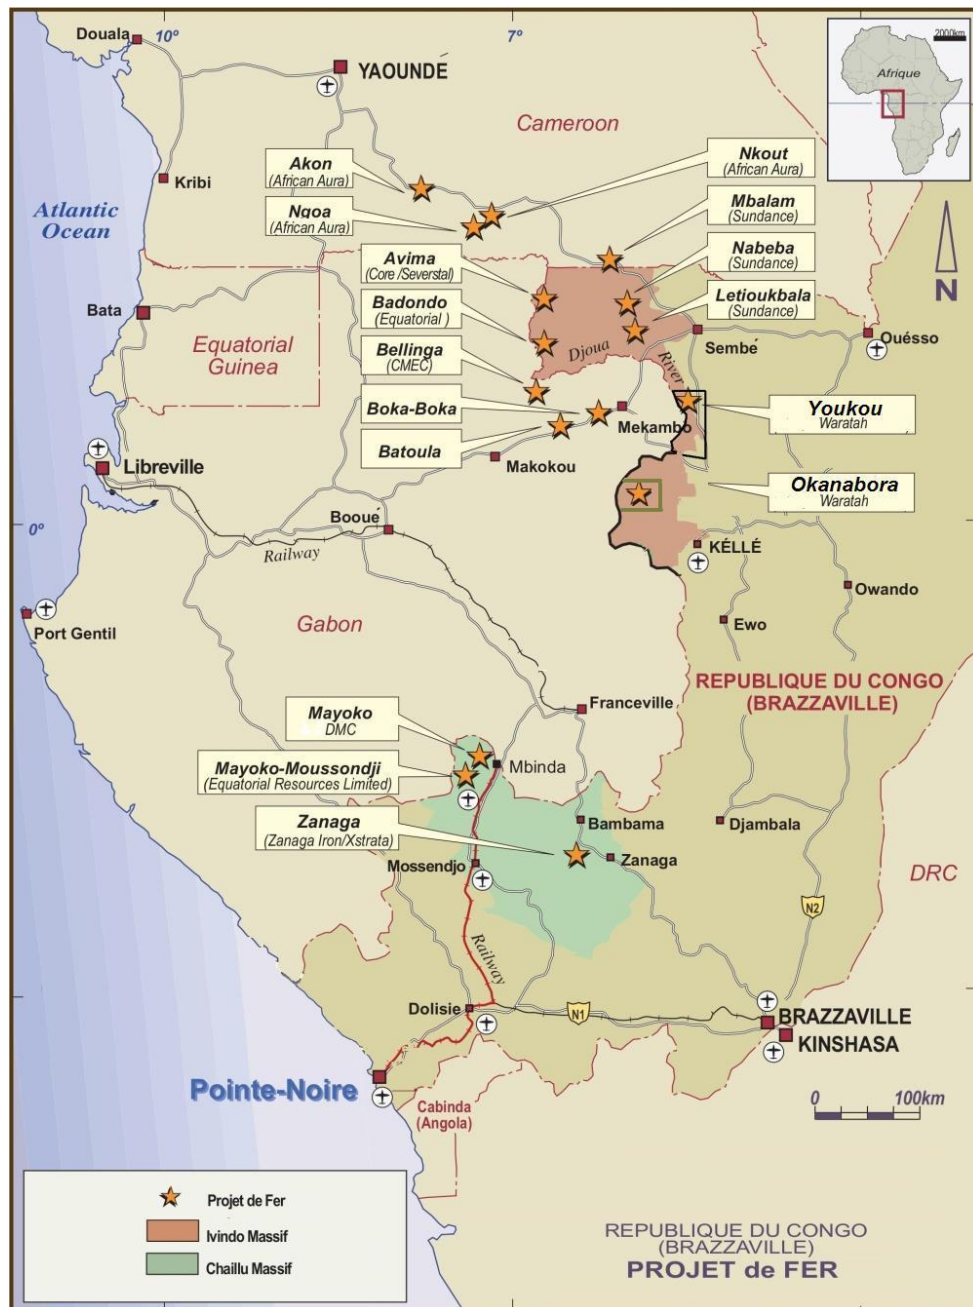 Douala
10°
7°
2000km
Afrique
YAOUNDÉ
Cameroon
Akon
(African Aura)
Nkout
(African Aura)
Kribi
Mbalam
(Sundance)
Ngoa
(African Aura)
Atlantic
Ocean
Avima
(Core /Severstal)
Nabeba
(Sundance)
N
Badondo
(Equatorial )
Letioukbala
(Sundance)
Bata
Ouésso
Equatorial
Guinea
Bellinga
(CMEC)
Djoua
River
Sembé
Boka-Boka
Mekambo
Youkou
Waratah
Batoula
Makokou
Libreville
Okanabora
Waratah
0°
Booué
Railway
KÉLLÉ
Owando
Port Gentil
Gabon
Ewo
REPUBLIQUE DU CONGO
(BRAZZAVILLE)
Franceville
Mayoko
DMC
Mbinda
Mayoko-Moussondji
(Equatorial Resources Limited)
Zanaga
(Zanaga Iron/Xstrata)
Bambama
Djambala
Mossendjo
Zanaga
DRC
N2
Railway
Dolisie
N1
BRAZZAVILLE
KINSHASA
Pointe-Noire
Cabinda
(Angola)
0
100km
Projet de Fer
Ivindo Massif
Chaillu Massif
REPUBLIQUE DU CONGO
(BRAZZAVILLE)
PROJET de FER